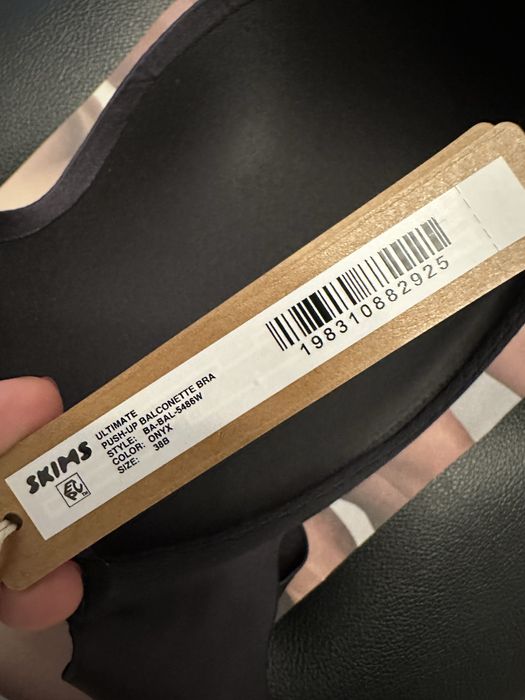 SKIMS
ULTIMATE
PUSH-UP BALCONETTE BRA
STYLE: BA-BAL-5486W
COLOR: ONYX
SIZE: 38B
198310882925